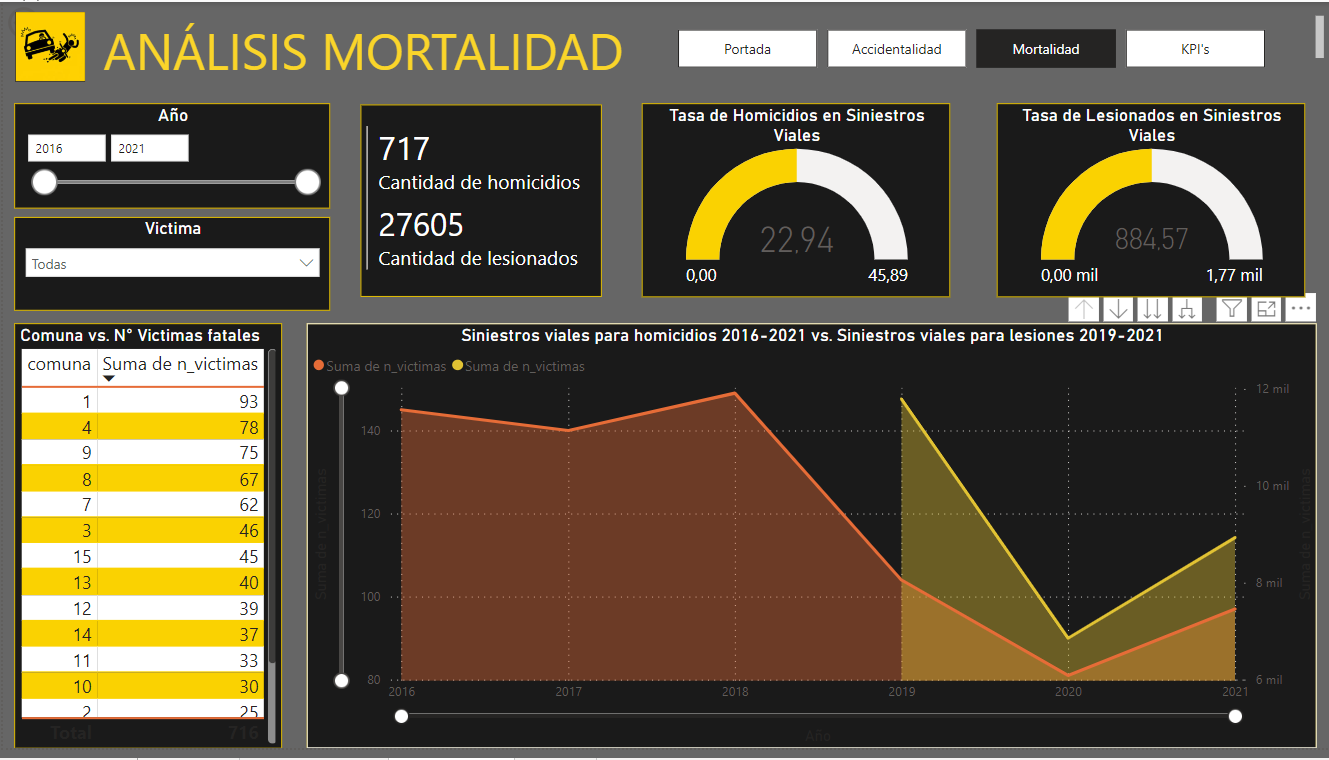 ANÁLISIS MORTALIDAD
Portada
Accidentalidad
Mortalidad
KPI's
Año
2016
2021
Victima
Todas
717
Cantidad de homicidios
27605
Cantidad de lesionados
Tasa de Homicidios en Siniestros
Viales
22,94
0,00
45,89
Tasa de Lesionados en Siniestros
Viales
884,57
0,00 mil
1,77 mil
Comuna vs. N° Victimas fatales
comuna Suma de n_victimas
1 93
4 78
9 75
8 67
7 62
3 46
15 45
13 40
12 39
14 37
11 33
10 30
2 25
Total 716
Siniestros viales para homicidios 2016-2021 vs. Siniestros viales para lesiones 2019-2021
Suma de n_victimas Suma de n_victimas
Suma de n_victimas
140
120
100
80
12 mil
10 mil
8 mil
6 mil
Suma de n_victimas
2016 2017 2018 2019 2020 2021
Año